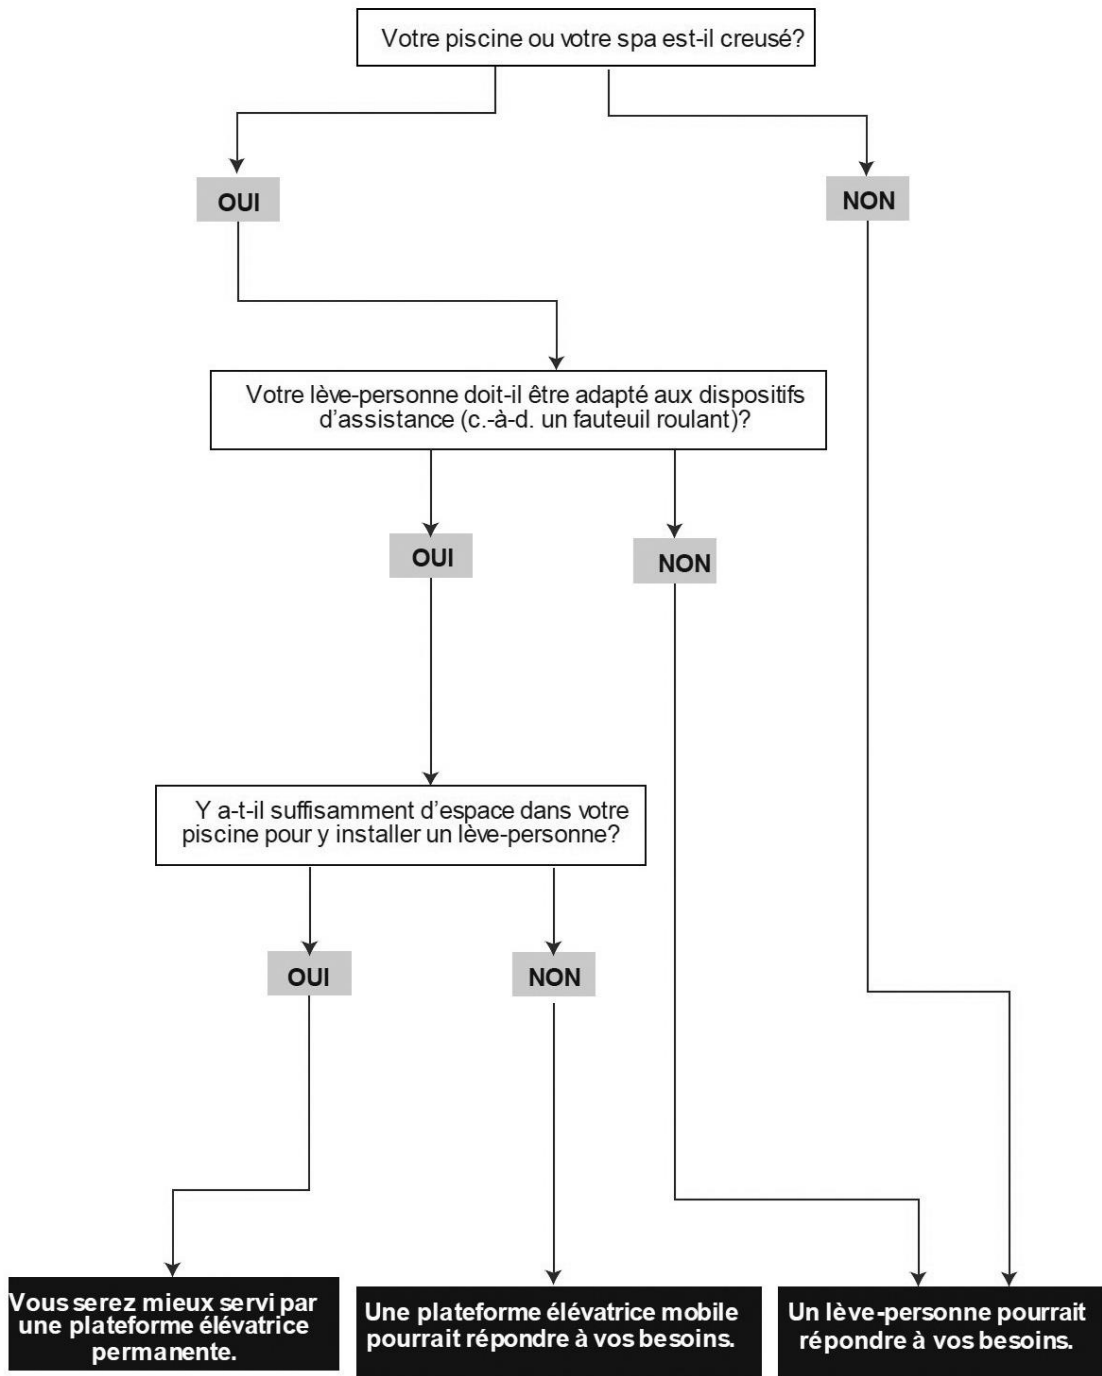 Votre piscine ou votre spa est-il creusé?
OUI
NON
Votre lève-personne doit-il être adapté aux dispositifs
d’assistance (c.-à-d. un fauteuil roulant)?
OUI
NON
Y a-t-il suffisamment d’espace dans votre
piscine pour y installer un lève-personne?
OUI
NON
Vous serez mieux servi par
une plateforme élévatrice
permanente.
Une plateforme élévatrice mobile
pourrait répondre à vos besoins.
Un lève-personne pourrait
répondre à vos besoins.